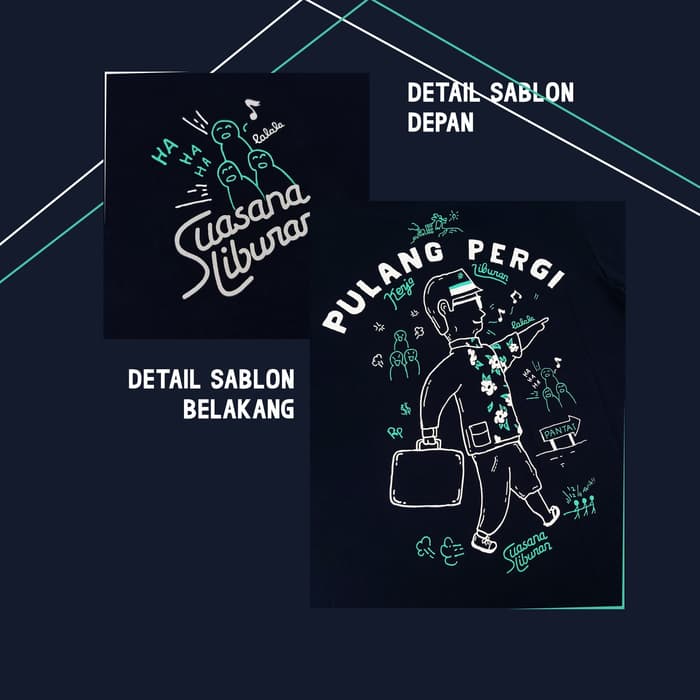 DETAIL SABLON
DEPAN
HA
HA
HA
lalala
Suasana
liburan
PULANG PERGI
Kerja
liburan
lalala
HA
HA
HA
$$
Rp
PANTAI
Suasana
liburan
DETAIL SABLON
BELAKANG